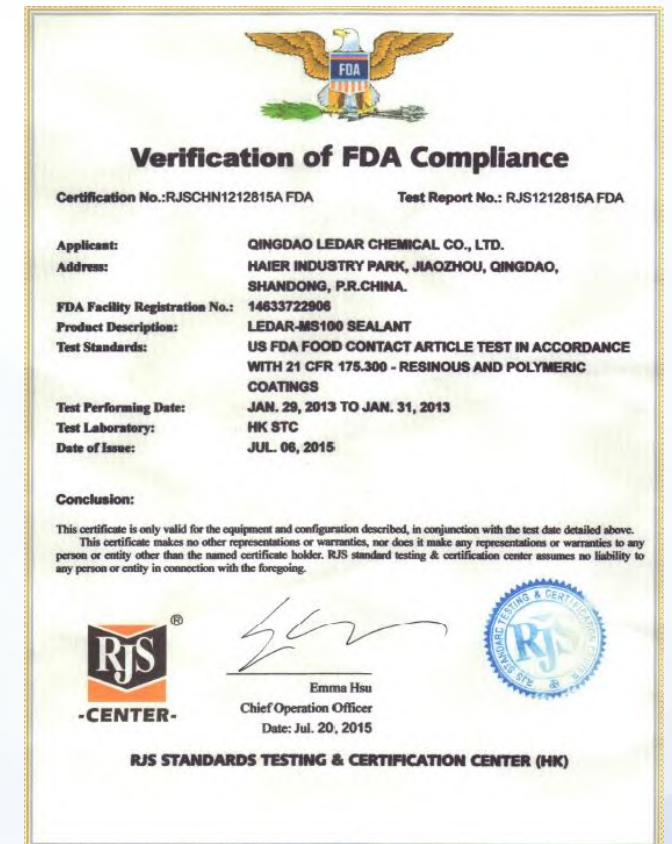 FDA
Verification of FDA Compliance
Certification No.:RJSCHN1212815A FDA Test Report No.: RJS1212815A FDA
Applicant: QINGDAO LEDAR CHEMICAL CO., LTD.
Address: HAIER INDUSTRY PARK, JIAOZHOU, QINGDAO,
SHANDONG, P.R.CHINA.
FDA Facility Registration No.: 14633722906
Product Description: LEDAR-MS100 SEALANT
Test Standards: US FDA FOOD CONTACT ARTICLE TEST IN ACCORDANCE
WITH 21 CFR 175.300 - RESINOUS AND POLYMERIC
COATINGS
Test Performing Date: JAN. 29, 2013 TO JAN. 31, 2013
Test Laboratory: HK STC
Date of Issue: JUL. 06, 2015
Conclusion:
This certificate is only valid for the equipment and configuration described, in conjunction with the test date detailed above.
This certificate makes no other representations or warranties, nor does it make any representations or warranties to any
person or entity other than the named certificate holder. RJS standard testing & certification center assumes no liability to
any person or entity in connection with the foregoing.
RJS ®
-CENTER-
Emma Hsu
Chief Operation Officer
Date: Jul. 20, 2015
RJS STANDARD TESTING & CERTIFICATION CENTER
RJS
RJS STANDARDS TESTING & CERTIFICATION CENTER (HK)